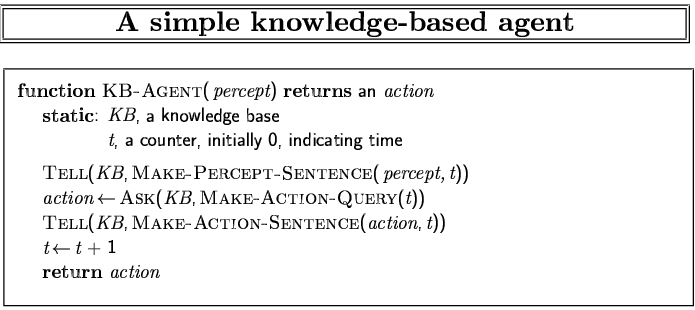 A simple knowledge-based agent
function KB-AGENT(percept) returns an action
static: KB, a knowledge base
t, a counter, initially 0, indicating time
TELL(KB, MAKE-PERCEPT-SENTENCE(percept, t))
action ← ASK(KB, MAKE-ACTION-QUERY(t))
TELL(KB, MAKE-ACTION-SENTENCE(action, t))
t ← t + 1
return action